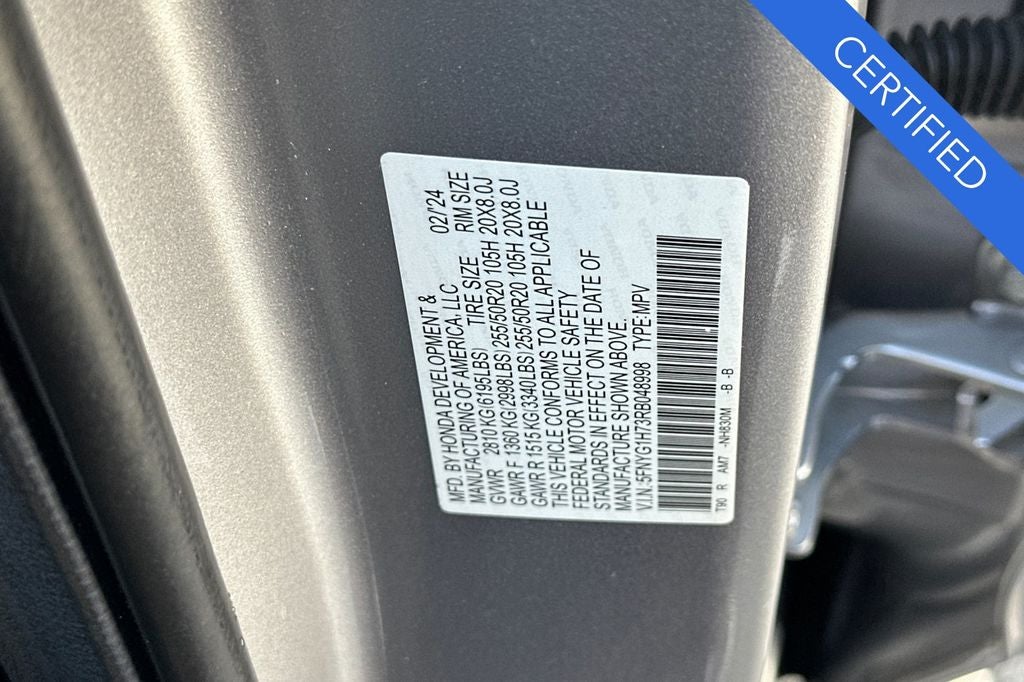 MFD. BY HONDA DEVELOPMENT &
MANUFACTURING OF AMERICA, LLC 02/'24
GVWR 2810 KG(6195LBS) TIRE SIZE RIM SIZE
GAWR F 1360 KG(2998LBS) 255/50R20 105H 20X8.0J
GAWR R 1515 KG(3340LBS) 255/50R20 105H 20X8.0J
THIS VEHICLE CONFORMS TO ALL APPLICABLE
FEDERAL MOTOR VEHICLE SAFETY
STANDARDS IN EFFECT ON THE DATE OF
MANUFACTURE SHOWN ABOVE.
V.I.N.:5FNYG1H73RB048998 TYPE:MPV
T90 R AM7 -NH830M -B -B
CERTIFIED